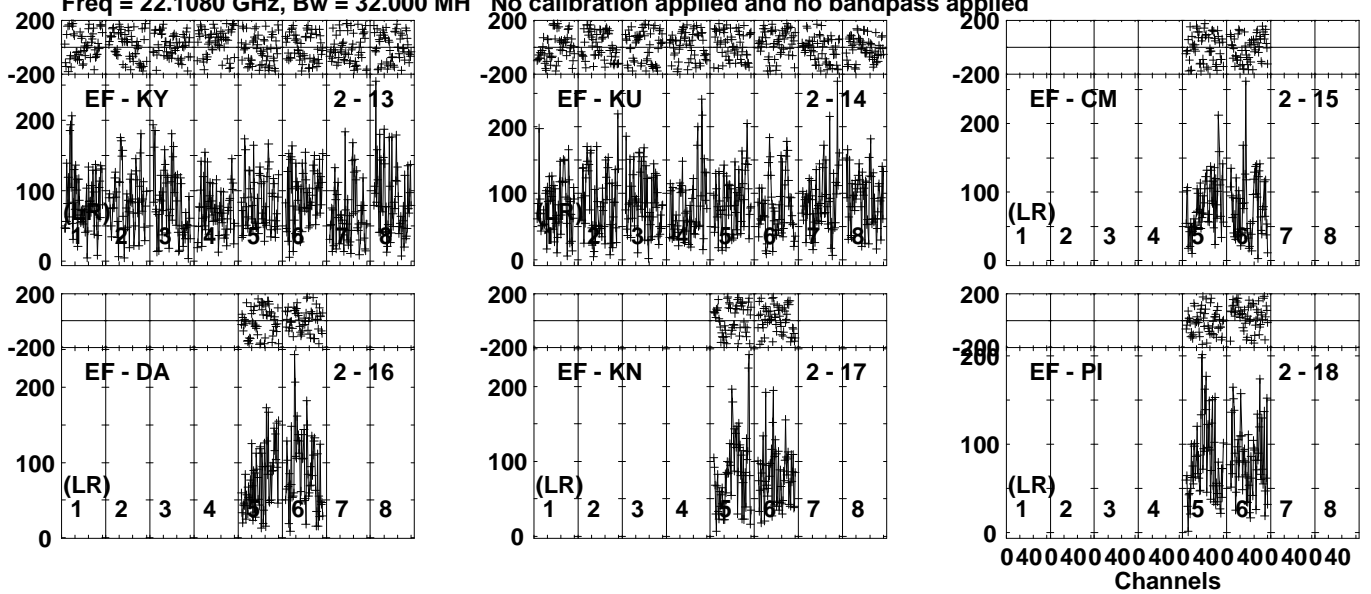 Freq = 22.1080 GHz, Bw = 32.000 MH   No calibration applied and no bandpass applied
200 200 200
-200 -200 -200
EF - KY 2 - 13 EF - KU 2 - 14 EF - CM 2 - 15
200 200 200
100 100 100
(LR) (LR) (LR)
1 2 3 4 5 6 7 8 1 2 3 4 5 6 7 8 1 2 3 4 5 6 7 8
0 0 0
200 200 200
-200 -200 -200
EF - DA 2 - 16 EF - KN 2 - 17 EF - PI 2 - 18
200 200 200
100 100 100
(LR) (LR) (LR)
1 2 3 4 5 6 7 8 1 2 3 4 5 6 7 8 1 2 3 4 5 6 7 8
0 0 0
0 40 0 40 0 40 0 40 0 40 0 40 0 40 0 40
Channels